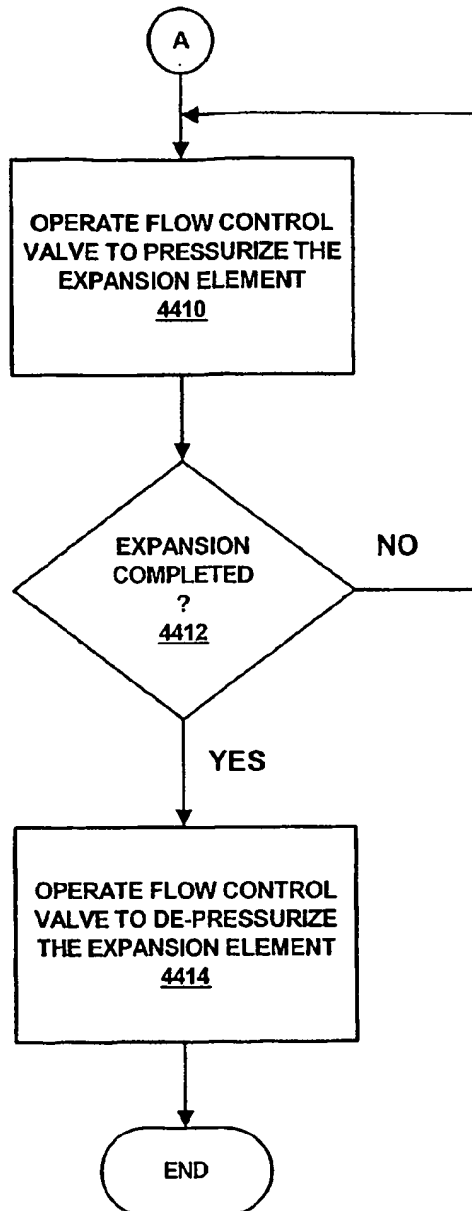 A
OPERATE FLOW CONTROL
VALVE TO PRESSURIZE THE
EXPANSION ELEMENT
4410
EXPANSION
COMPLETED
?
4412
NO
YES
OPERATE FLOW CONTROL
VALVE TO DE-PRESSURIZE
THE EXPANSION ELEMENT
4414
END